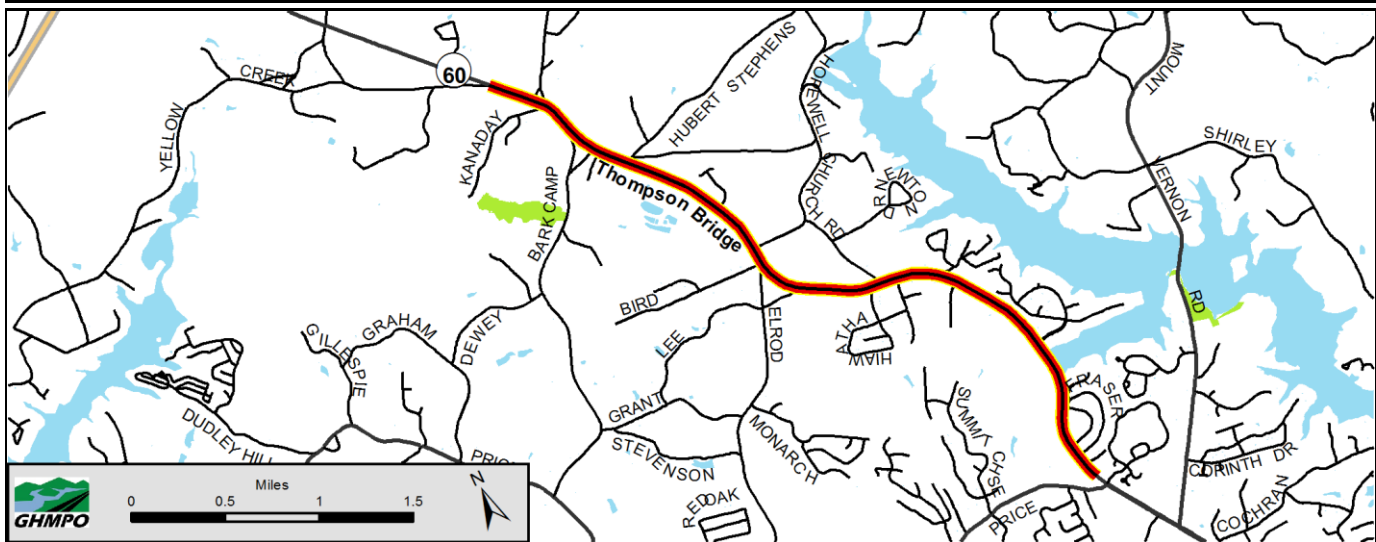 MOUNT
HUBERT STEPHENS
HOPEWELL CHURCH RD
CREEK
60
YELLOW
KANADAY
SHIRLEY
VERNON
BARK CAMP
Thompson Bridge
NEWTON
DR
RD
BIRD
ELROD
HIAWATHA
GILLESPIE
GRAHAM
DEWEY
LEE
FRASER
GRANT
SUMMIT CHSE
DUDLEY HILL
STEVENSON
MONARCH
CORINTH DR
RED OAK
PRICE
COCHRAN
GHMPO
Miles
0 0.5 1 1.5
N